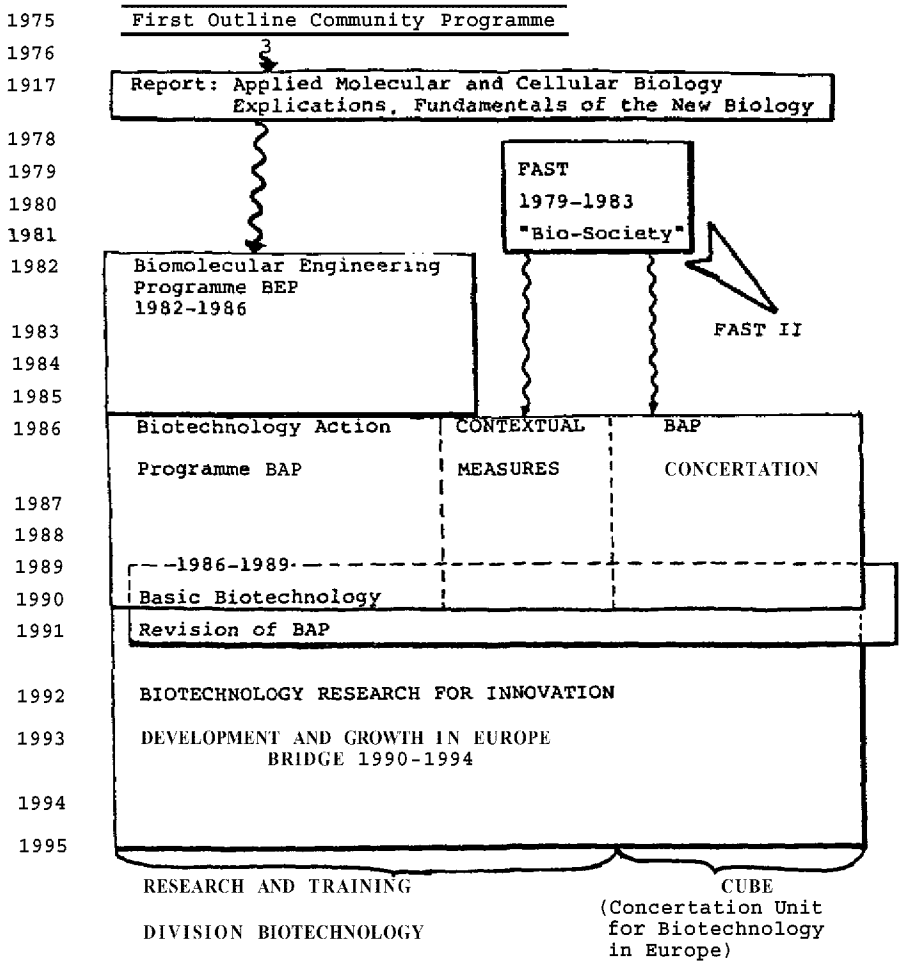 1975 First Outline Community Programme
1976
3
1917 Report: Applied Molecular and Cellular Biology
Explications, Fundamentals of the New Biology
1978
1979 FAST
1980 1979-1983
1981 "Bio-Society"
1982 Biomolecular Engineering
Programme BEP
1982-1986
1983 FAST II
1984
1985
1986 Biotechnology Action CONTEXTUAL BAP
Programme BAP MEASURES CONCERTATION
1987
1988
1989 1986-1989
1990 Basic Biotechnology
1991 Revision of BAP
1992 BIOTECHNOLOGY RESEARCH FOR INNOVATION
1993 DEVELOPMENT AND GROWTH IN EUROPE
BRIDGE 1990-1994
1994
1995
RESEARCH AND TRAINING
DIVISION BIOTECHNOLOGY
CUBE
(Concertation Unit
for Biotechnology
in Europe)